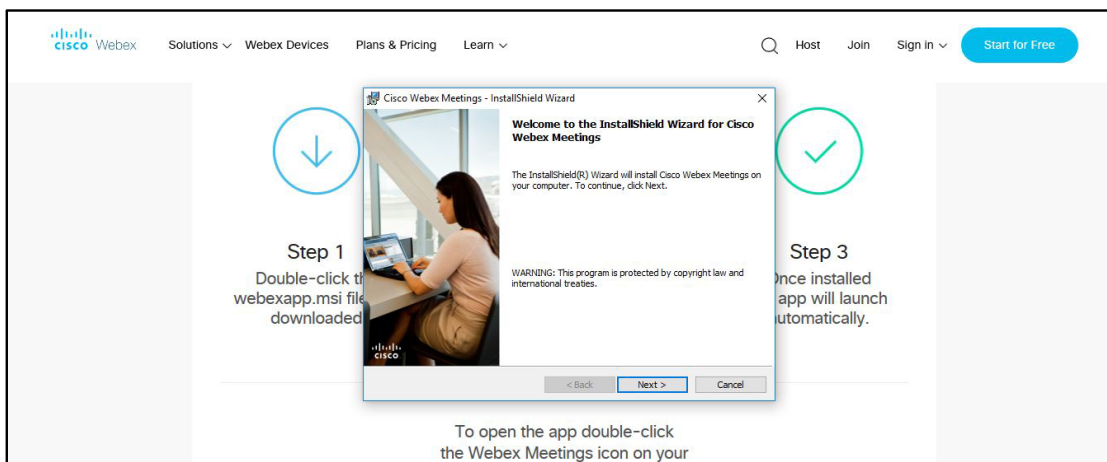 CISCO Webex Solutions Webex Devices Plans & Pricing Learn Host Join Sign in Start for Free
Cisco Webex Meetings - InstallShield Wizard
Welcome to the InstallShield Wizard for Cisco
Webex Meetings
The InstallShield(R) Wizard will install Cisco Webex Meetings on
your computer. To continue, click Next.
WARNING: This program is protected by copyright law and
international treaties.
CISCO
< Back Next > Cancel
Step 1
Double-click
webexapp.msi
downloaded
Step 3
installed
app will launch
To open the app double-click
the Webex Meetings icon on your